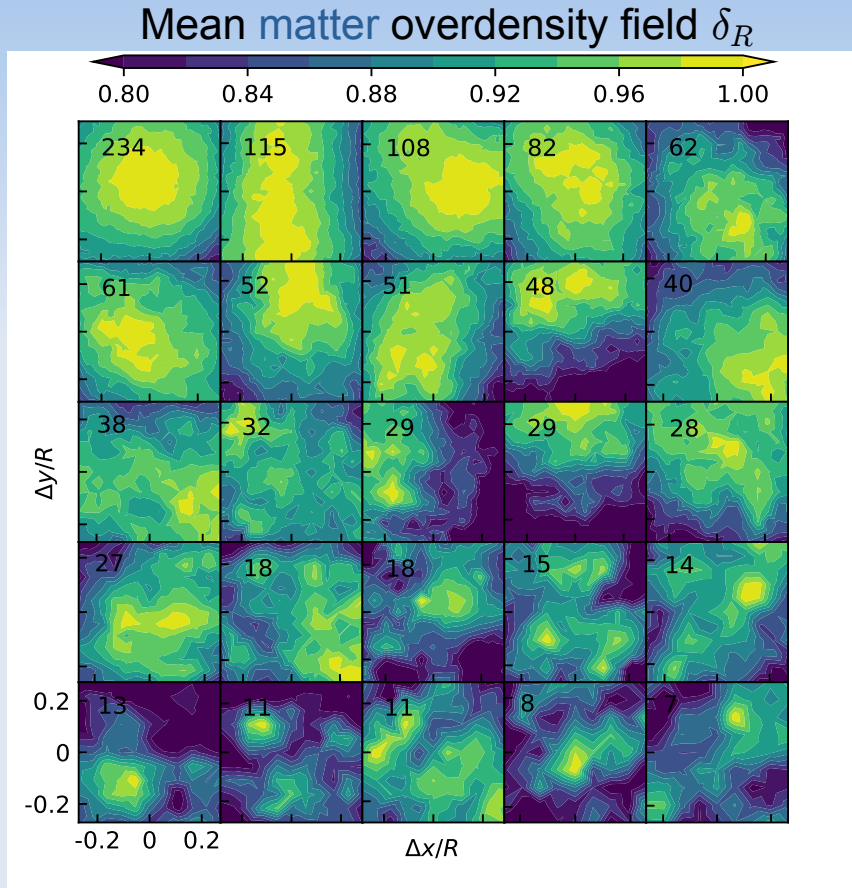 Mean matter overdensity field δ_R
0.80 0.84 0.88 0.92 0.96 1.00
234 115 108 82 62
61 52 51 48 40
38 32 29 29 28
Δy/R
27 18 18 15 14
0.2 13 11 11 8 7
0
-0.2
-0.2 0 0.2 Δx/R